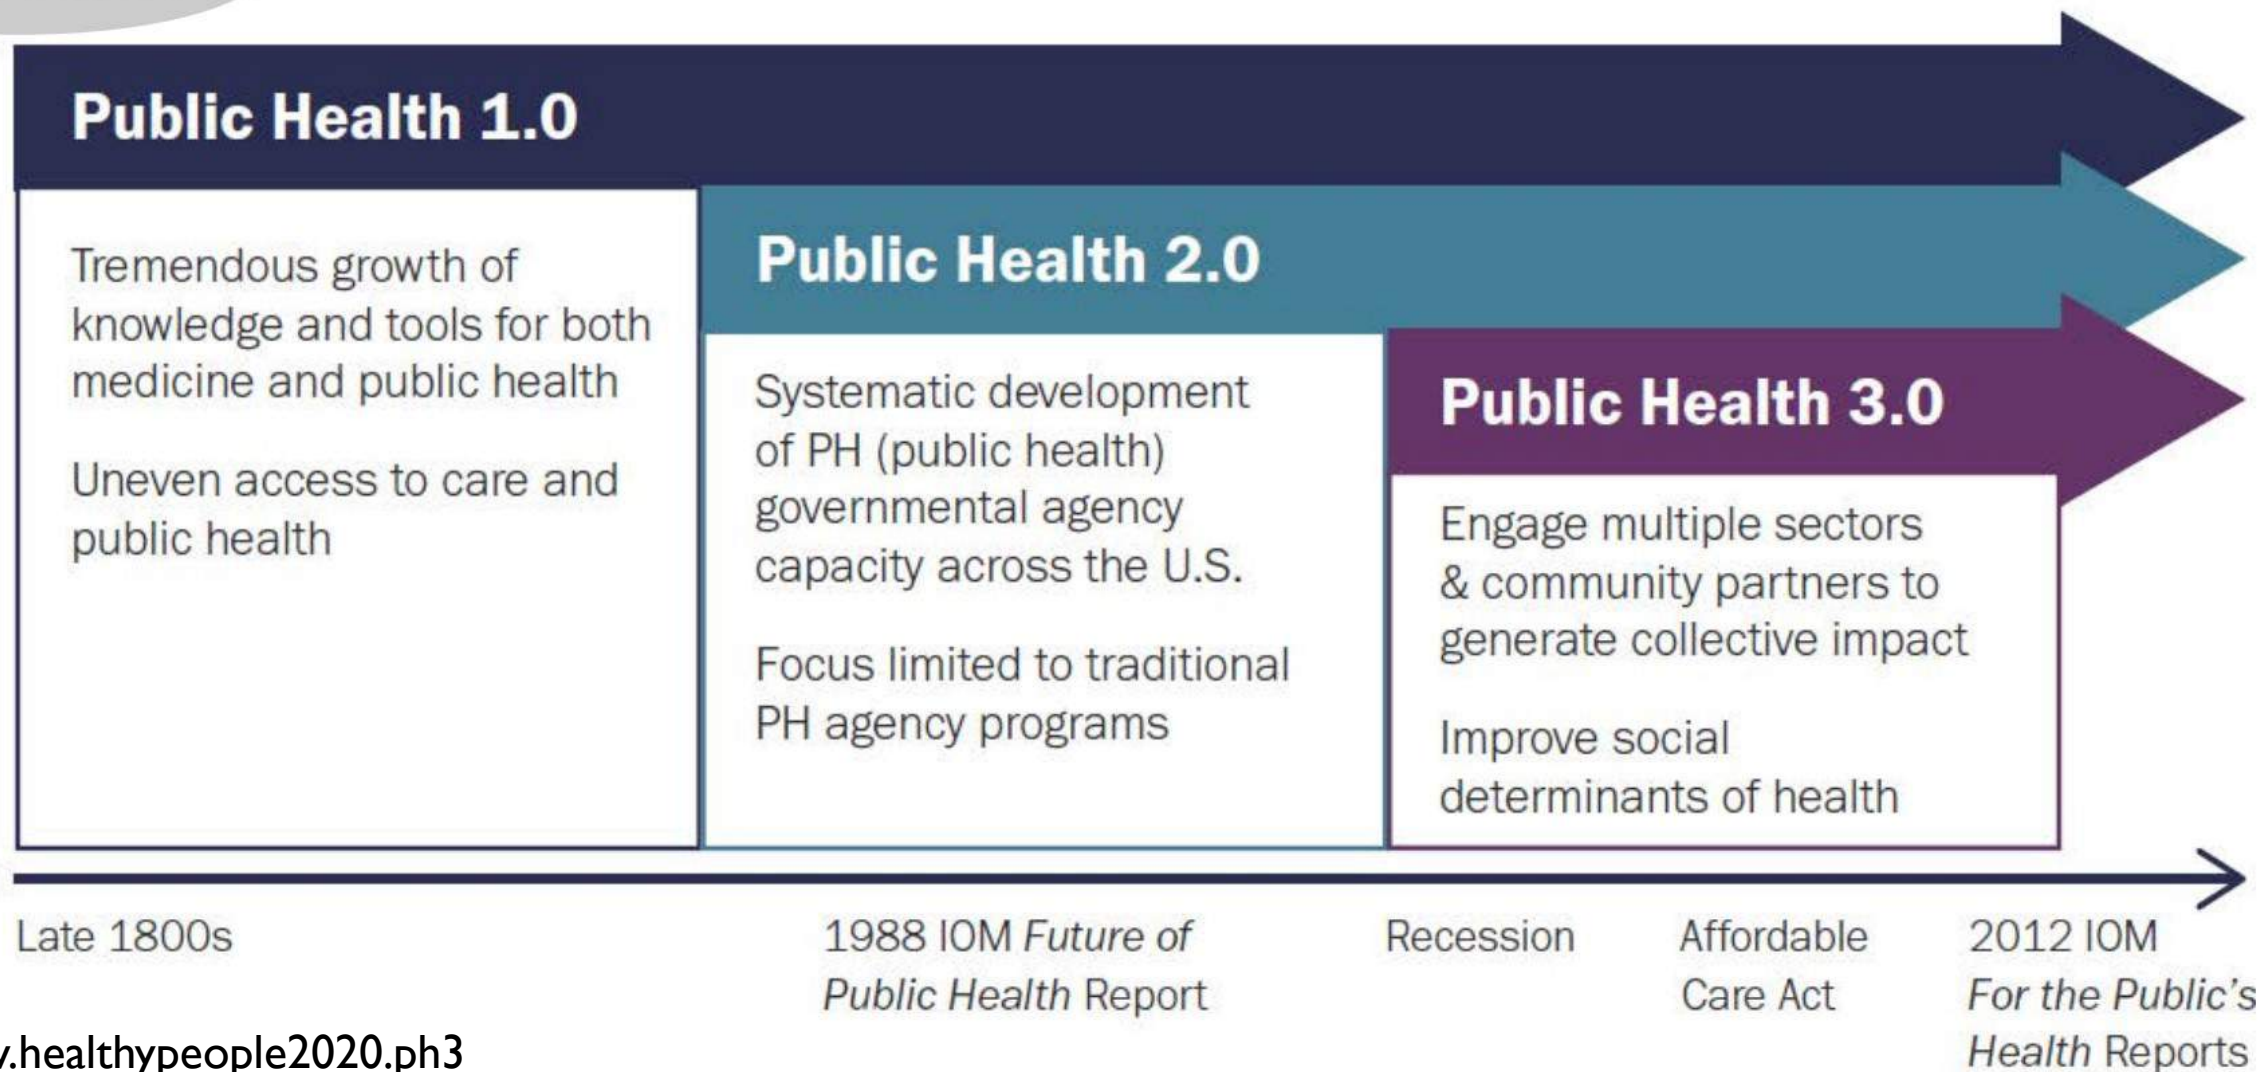 Public Health 1.0
Tremendous growth of
knowledge and tools for both
medicine and public health
Uneven access to care and
public health
Public Health 2.0
Systematic development
of PH (public health)
governmental agency
capacity across the U.S.
Focus limited to traditional
PH agency programs
Public Health 3.0
Engage multiple sectors
& community partners to
generate collective impact
Improve social
determinants of health
Late 1800s
1988 IOM Future of
Public Health Report
Recession
Affordable
Care Act
2012 IOM
For the Public's
Health Reports
.healthypeople2020.ph3